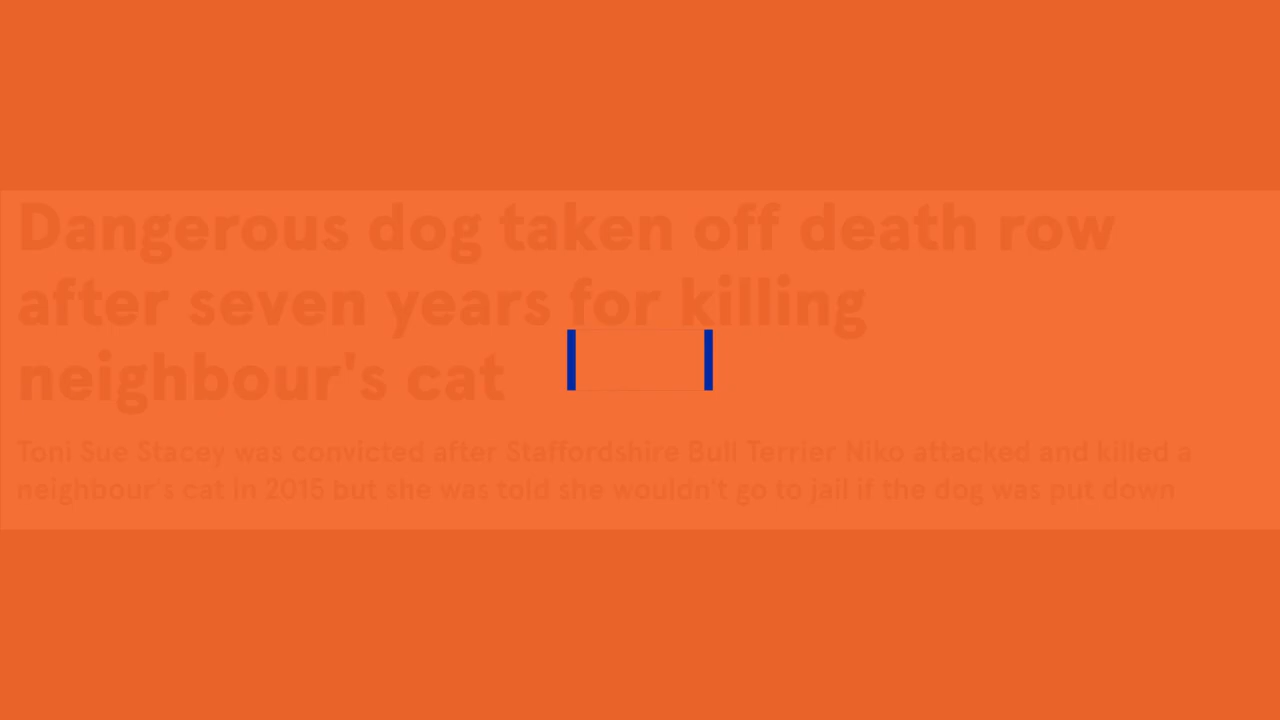 Dangerous dog taken off death row
after seven years for killing
neighbour's cat
Toni Sue Stacey was convicted after Staffordshire Bull Terrier Niko attacked and killed a
neighbour's cat in 2015 but she was told she wouldn't go to jail if the dog was put down